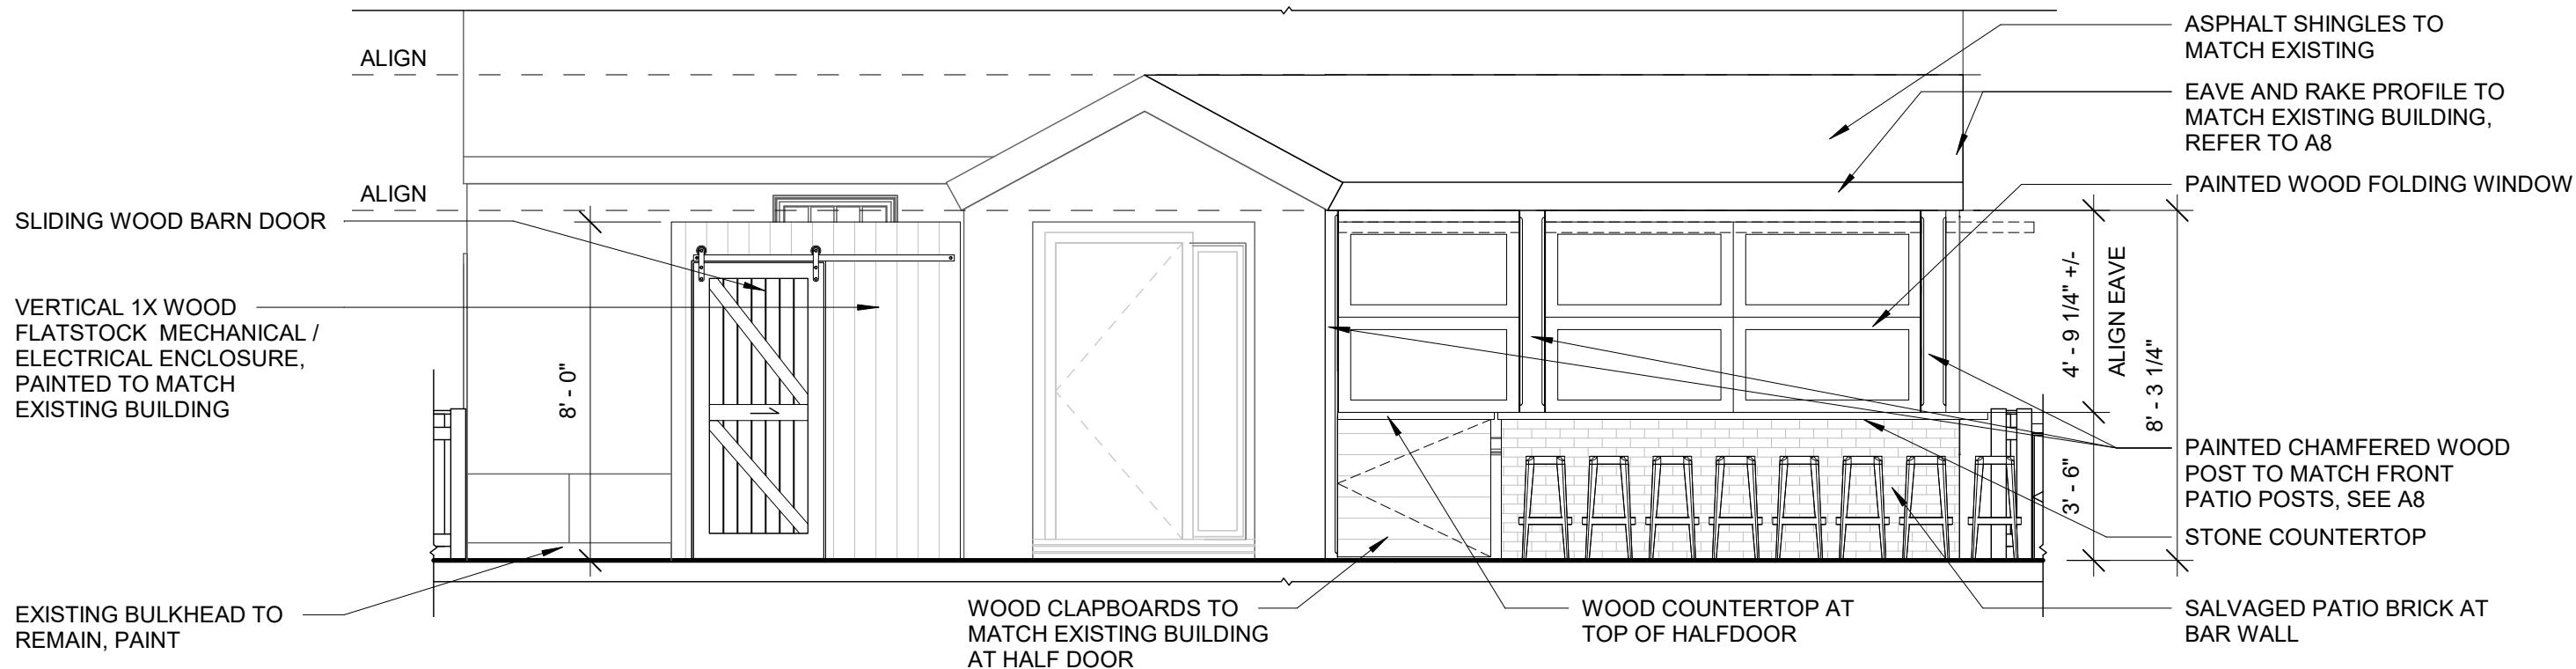 ALIGN
ALIGN
SLIDING WOOD BARN DOOR
VERTICAL 1X WOOD
FLATSTOCK MECHANICAL /
ELECTRICAL ENCLOSURE,
PAINTED TO MATCH
EXISTING BUILDING
8' - 0"
EXISTING BULKHEAD TO
REMAIN, PAINT
WOOD CLAPBOARDS TO
MATCH EXISTING BUILDING
AT HALF DOOR
WOOD COUNTERTOP AT
TOP OF HALFDOOR
4' - 9 1/4" +/-
ALIGN EAVE
8' - 3 1/4"
3' - 6"
ASPHALT SHINGLES TO
MATCH EXISTING
EAVE AND RAKE PROFILE TO
MATCH EXISTING BUILDING,
REFER TO A8
PAINTED WOOD FOLDING WINDOW
PAINTED CHAMFERED WOOD
POST TO MATCH FRONT
PATIO POSTS, SEE A8
STONE COUNTERTOP
SALVAGED PATIO BRICK AT
BAR WALL